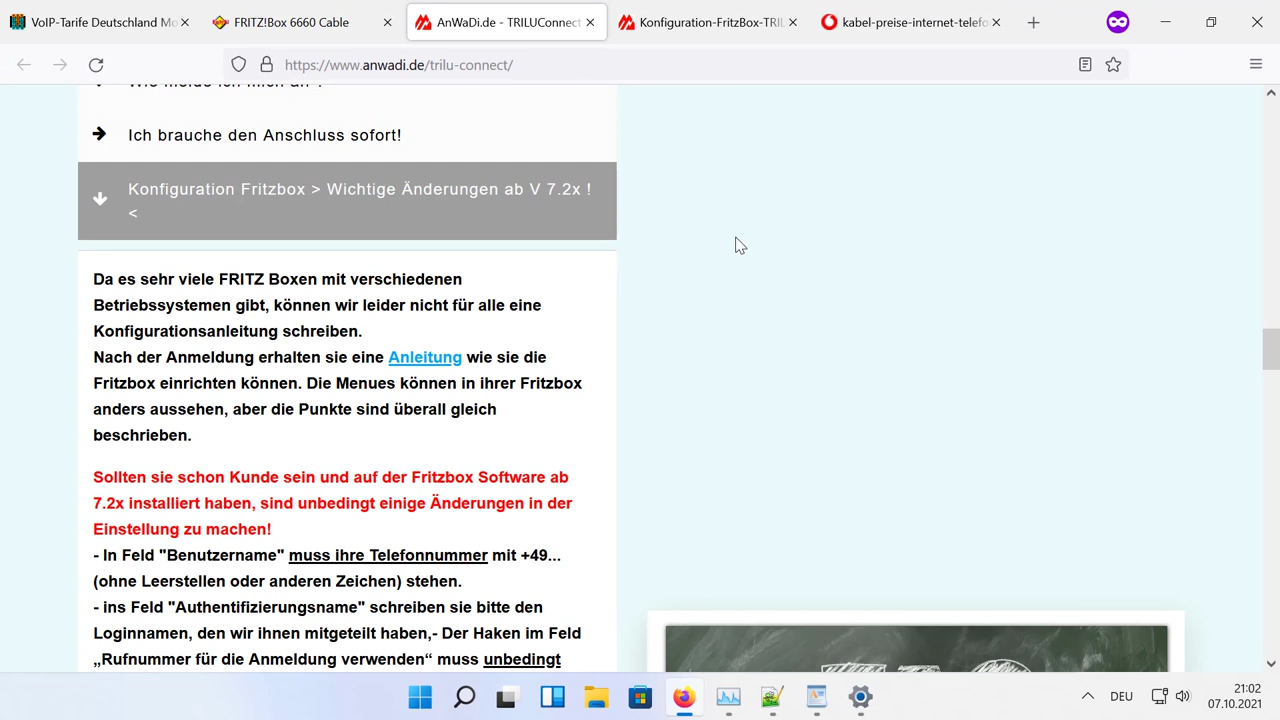 VoIP-Tarife Deutschland Mo
FRITZ!Box 6660 Cable
AnWaDi.de - TRILUConnect
Konfiguration-FritzBox-TRIL
kabel-preise-internet-telefo
https://www.anwadi.de/trilu-connect/
Wie melde ich mich an ?
Ich brauche den Anschluss sofort!
Konfiguration Fritzbox > Wichtige Änderungen ab V 7.2x !
<
Da es sehr viele FRITZ Boxen mit verschiedenen
Betriebssystemen gibt, können wir leider nicht für alle eine
Konfigurationsanleitung schreiben.
Nach der Anmeldung erhalten sie eine Anleitung wie sie die
Fritzbox einrichten können. Die Menues können in ihrer Fritzbox
anders aussehen, aber die Punkte sind überall gleich
beschrieben.
Sollten sie schon Kunde sein und auf der Fritzbox Software ab
7.2x installiert haben, sind unbedingt einige Änderungen in der
Einstellung zu machen!
- In Feld "Benutzername" muss ihre Telefonnummer mit +49...
(ohne Leerstellen oder anderen Zeichen) stehen.
- ins Feld "Authentifizierungsname" schreiben sie bitte den
Loginnamen, den wir ihnen mitgeteilt haben,- Der Haken im Feld
„Rufnummer für die Anmeldung verwenden“ muss unbedingt
DEU
21:02
07.10.2021